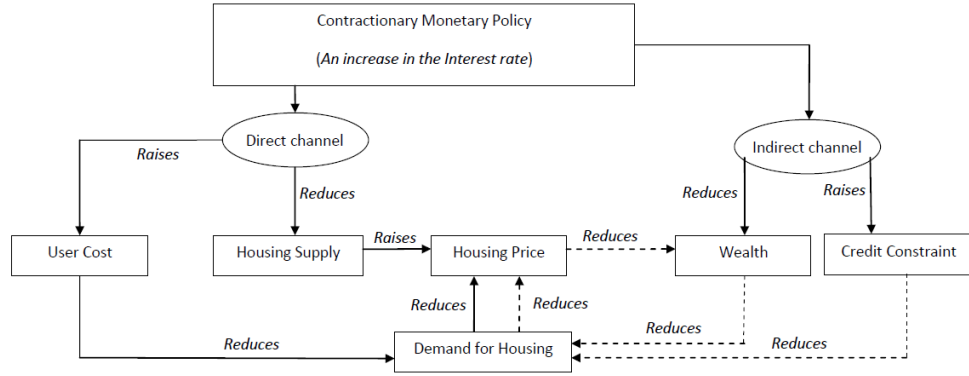 Contractionary Monetary Policy
(An increase in the Interest rate)
Direct channel
Indirect channel
Raises
Reduces
Reduces
Raises
User Cost
Housing Supply
Raises
Housing Price
Reduces
Wealth
Credit Constraint
Reduces
Reduces
Reduces
Reduces
Demand for Housing
Reduces